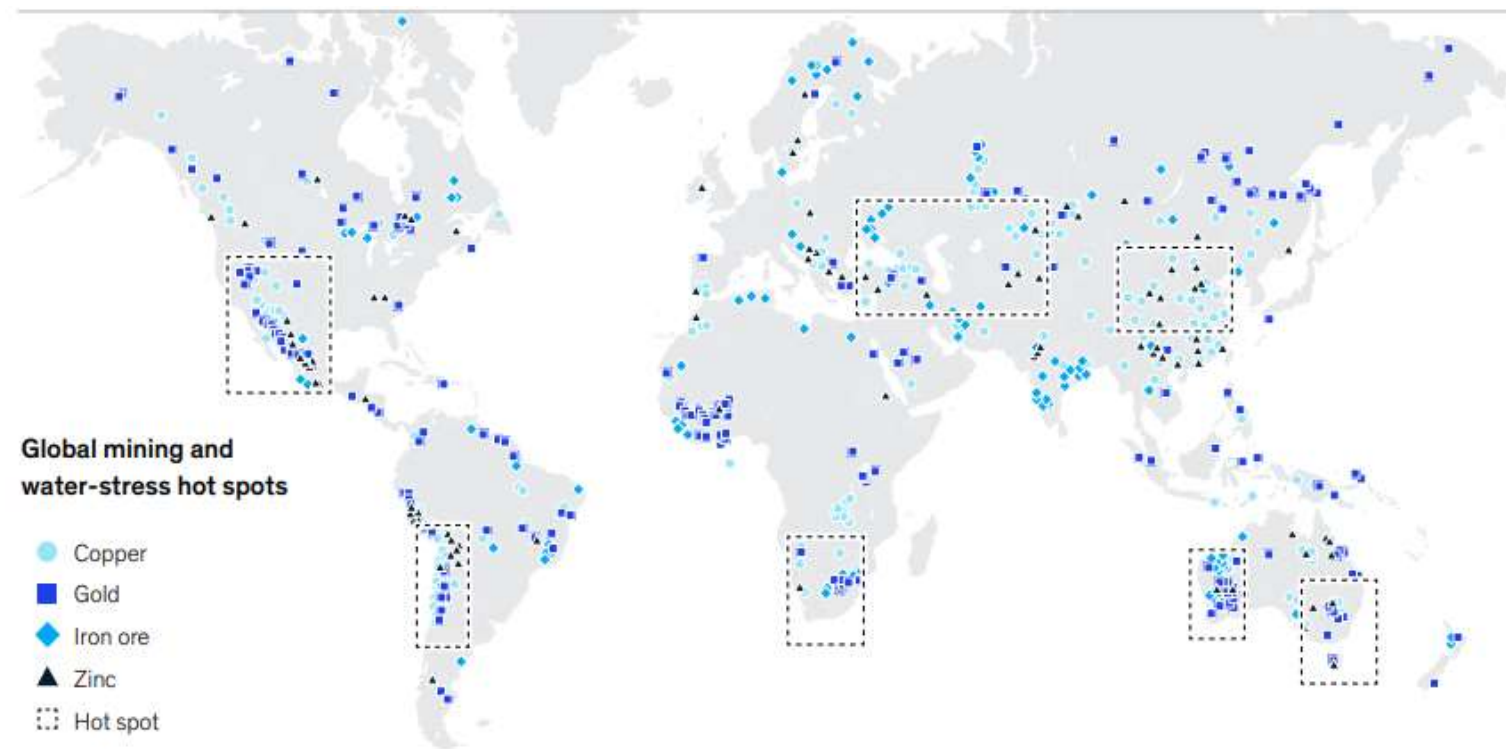 Global mining and
water-stress hot spots
Copper
Gold
Iron ore
Zinc
Hot spot